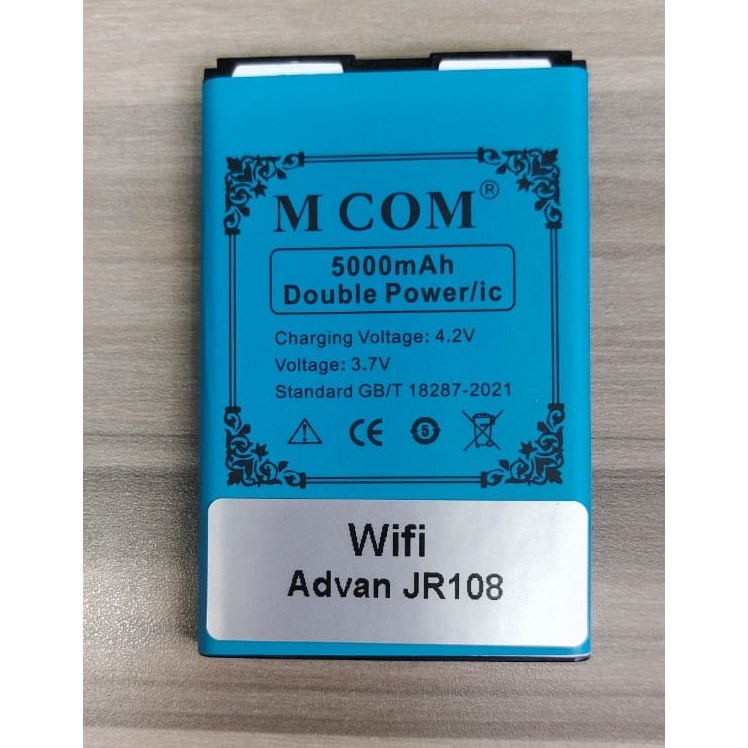 M COM®
5000mAh
Double Power/ic
Charging Voltage: 4.2V
Voltage: 3.7V
Standard GB/T 18287-2021
CE 5
Wifi
Advan JR108